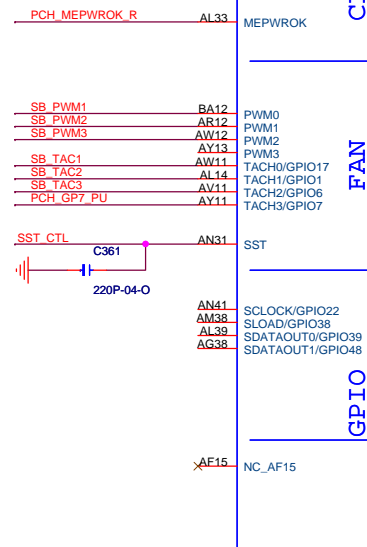 PCH_MEPWROK_R AL33 MEPWROK
SB_PWM1 BA12 PWM0
SB_PWM2 AR12 PWM1
SB_PWM3 AW12 PWM2
AY13 PWM3
SB_TAC1 AW11 TACH0/GPIO17
SB_TAC2 AL14 TACH1/GPIO1
SB_TAC3 AV11 TACH2/GPIO6
PCH_GP7_PU AY11 TACH3/GPIO7
FAN
SST_CTL AN31 SST
C361
220P-04-O
AN41 SCLOCK/GPIO22
AM38 SLOAD/GPIO38
AL39 SDATAOUT0/GPIO39
AG38 SDATAOUT1/GPIO48
GPIO
AF15 NC_AF15